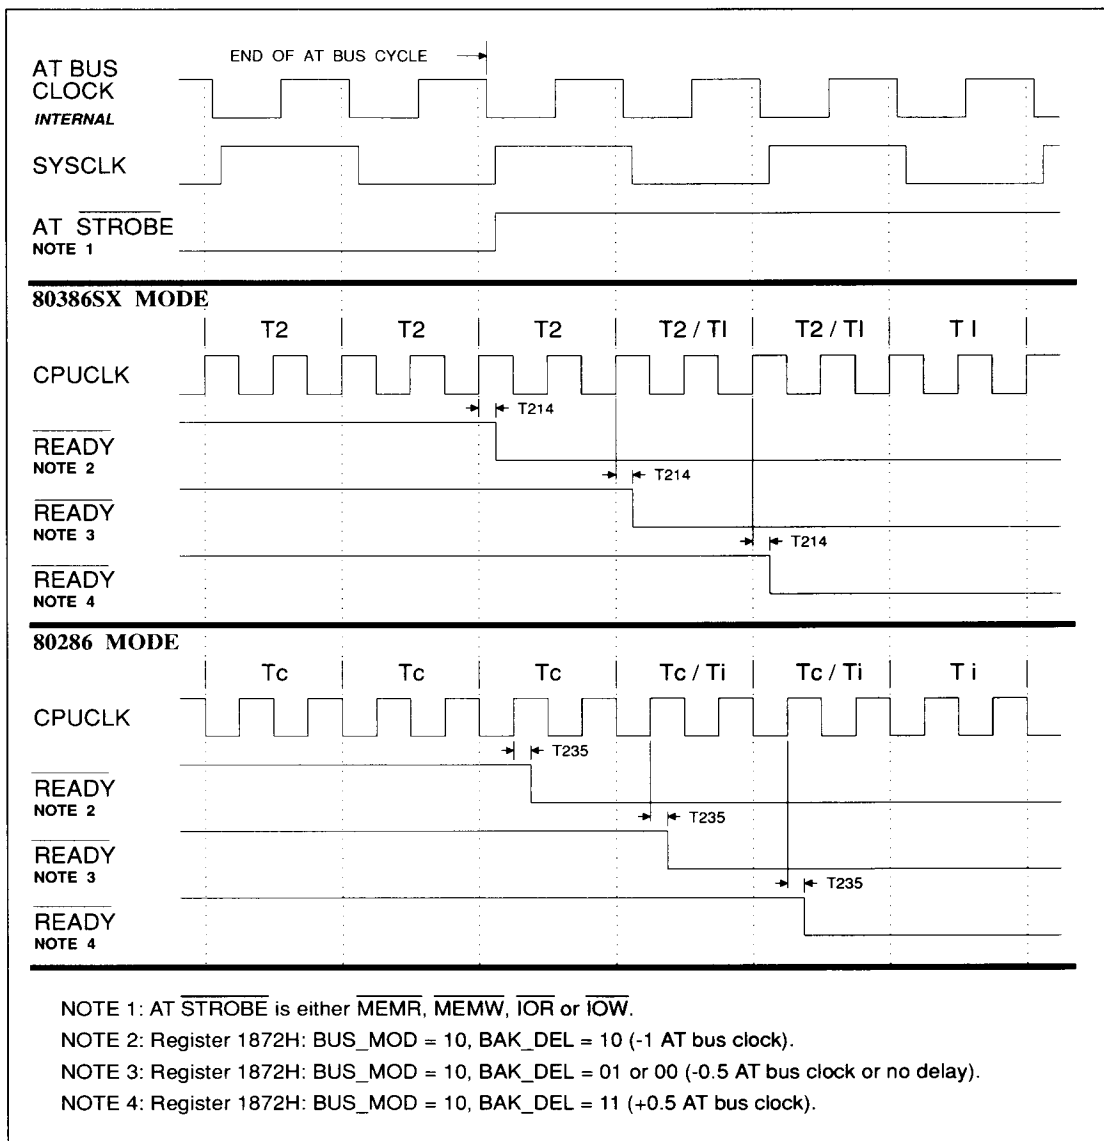 END OF AT BUS CYCLE
AT BUS CLOCK
INTERNAL
SYSCLK
AT STROBE
NOTE 1
80386SX MODE
T2 T2 T2 T2 / TI T2 / TI T I
CPUCLK
T214
READY
NOTE 2
T214
READY
NOTE 3
T214
READY
NOTE 4
80286 MODE
Tc Tc Tc Tc / Ti Tc / Ti T i
CPUCLK
T235
READY
NOTE 2
T235
READY
NOTE 3
T235
READY
NOTE 4
NOTE 1: AT STROBE is either MEMR, MEMW, IOR or IOW.
NOTE 2: Register 1872H: BUS_MOD = 10, BAK_DEL = 10 (-1 AT bus clock).
NOTE 3: Register 1872H: BUS_MOD = 10, BAK_DEL = 01 or 00 (-0.5 AT bus clock or no delay).
NOTE 4: Register 1872H: BUS_MOD = 10, BAK_DEL = 11 (+0.5 AT bus clock).